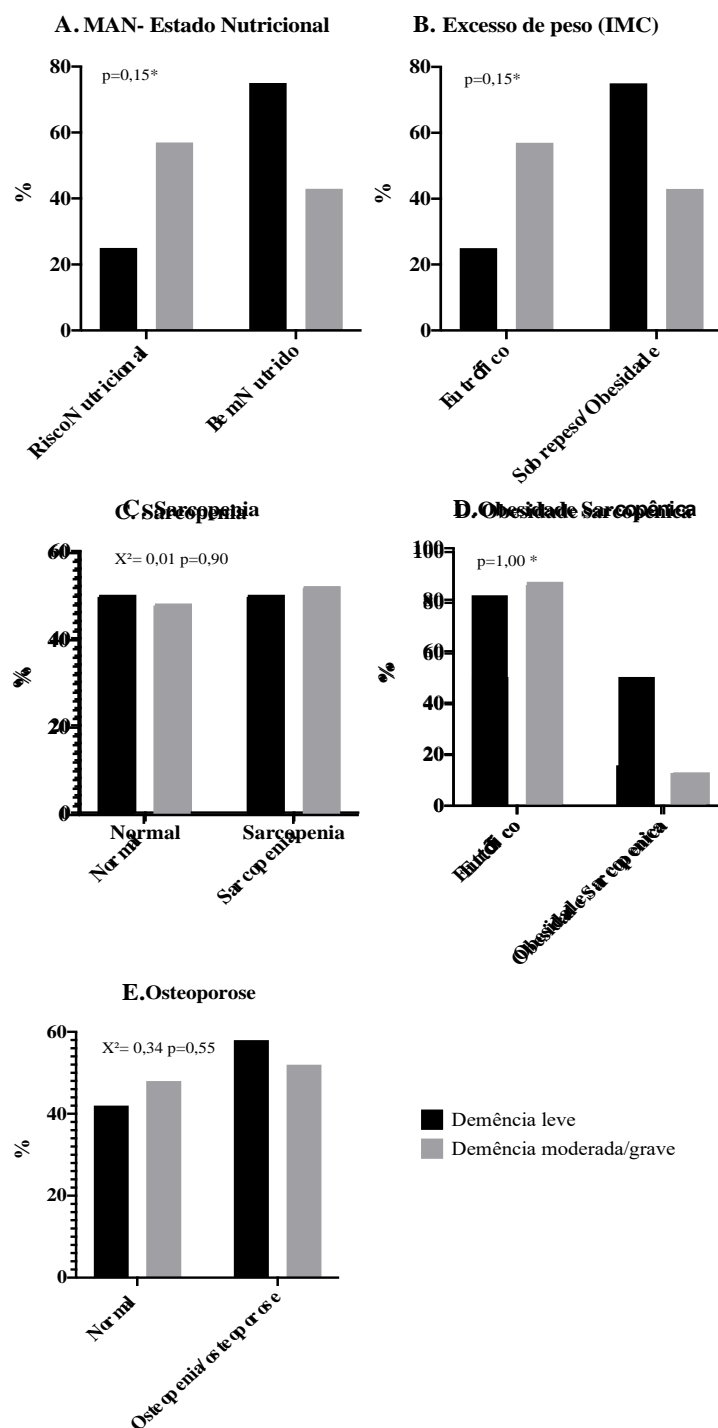 A. MAN- Estado Nutricional
p=0,15*
%
80
60
40
20
0
Risco Nutricional
Bem Nutrido
B. Excesso de peso (IMC)
p=0,15*
%
80
60
40
20
0
Eutrófico
Sobrepeso/Obesidade
C. Sarcopenia
X²= 0,01 p=0,90
%
60
40
20
0
Normal
Sarcopenia
Normal
Sarcopenia
D. Obesidade Sarcopênica
p=1,00 *
%
100
80
60
40
20
0
Eutrófico
Obesidade Sarcopenica
E.Osteoporose
X²= 0,34 p=0,55
%
60
40
20
0
Normal
Osteopenia/osteoporose
Demência leve
Demência moderada/grave